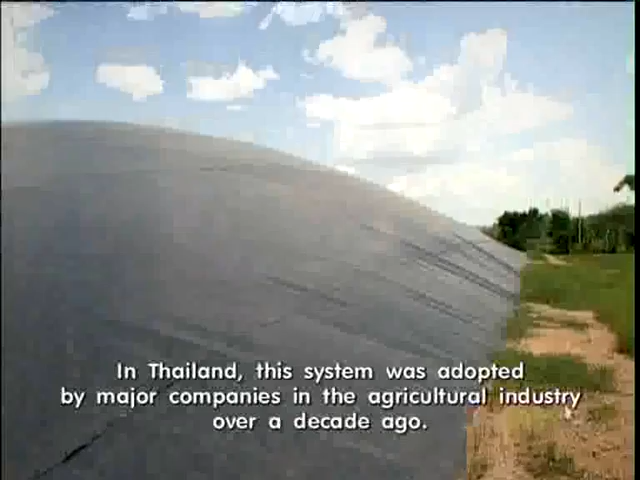 In Thailand, this system was adopted
by major companies in the agricultural industry
over a decade ago.